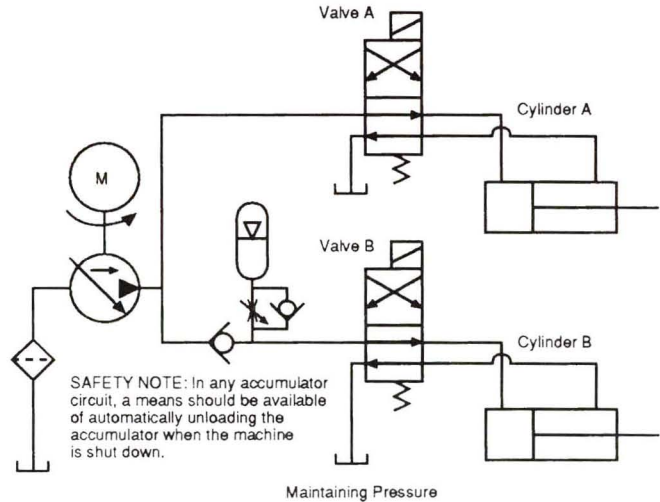 Valve A
Cylinder A
M
Valve B
Cylinder B
SAFETY NOTE: In any accumulator
circuit, a means should be available
of automatically unloading the
accumulator when the machine
is shut down.
Maintaining Pressure